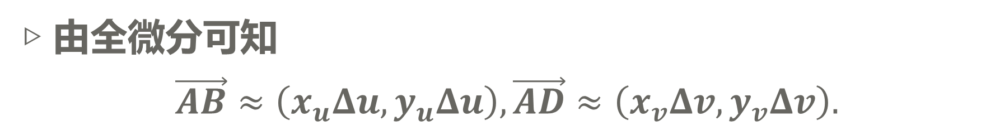 ▷ 由全微分可知
$\overrightarrow{AB} \approx (x_u \Delta u, y_u \Delta u), \overrightarrow{AD} \approx (x_v \Delta v, y_v \Delta v).$